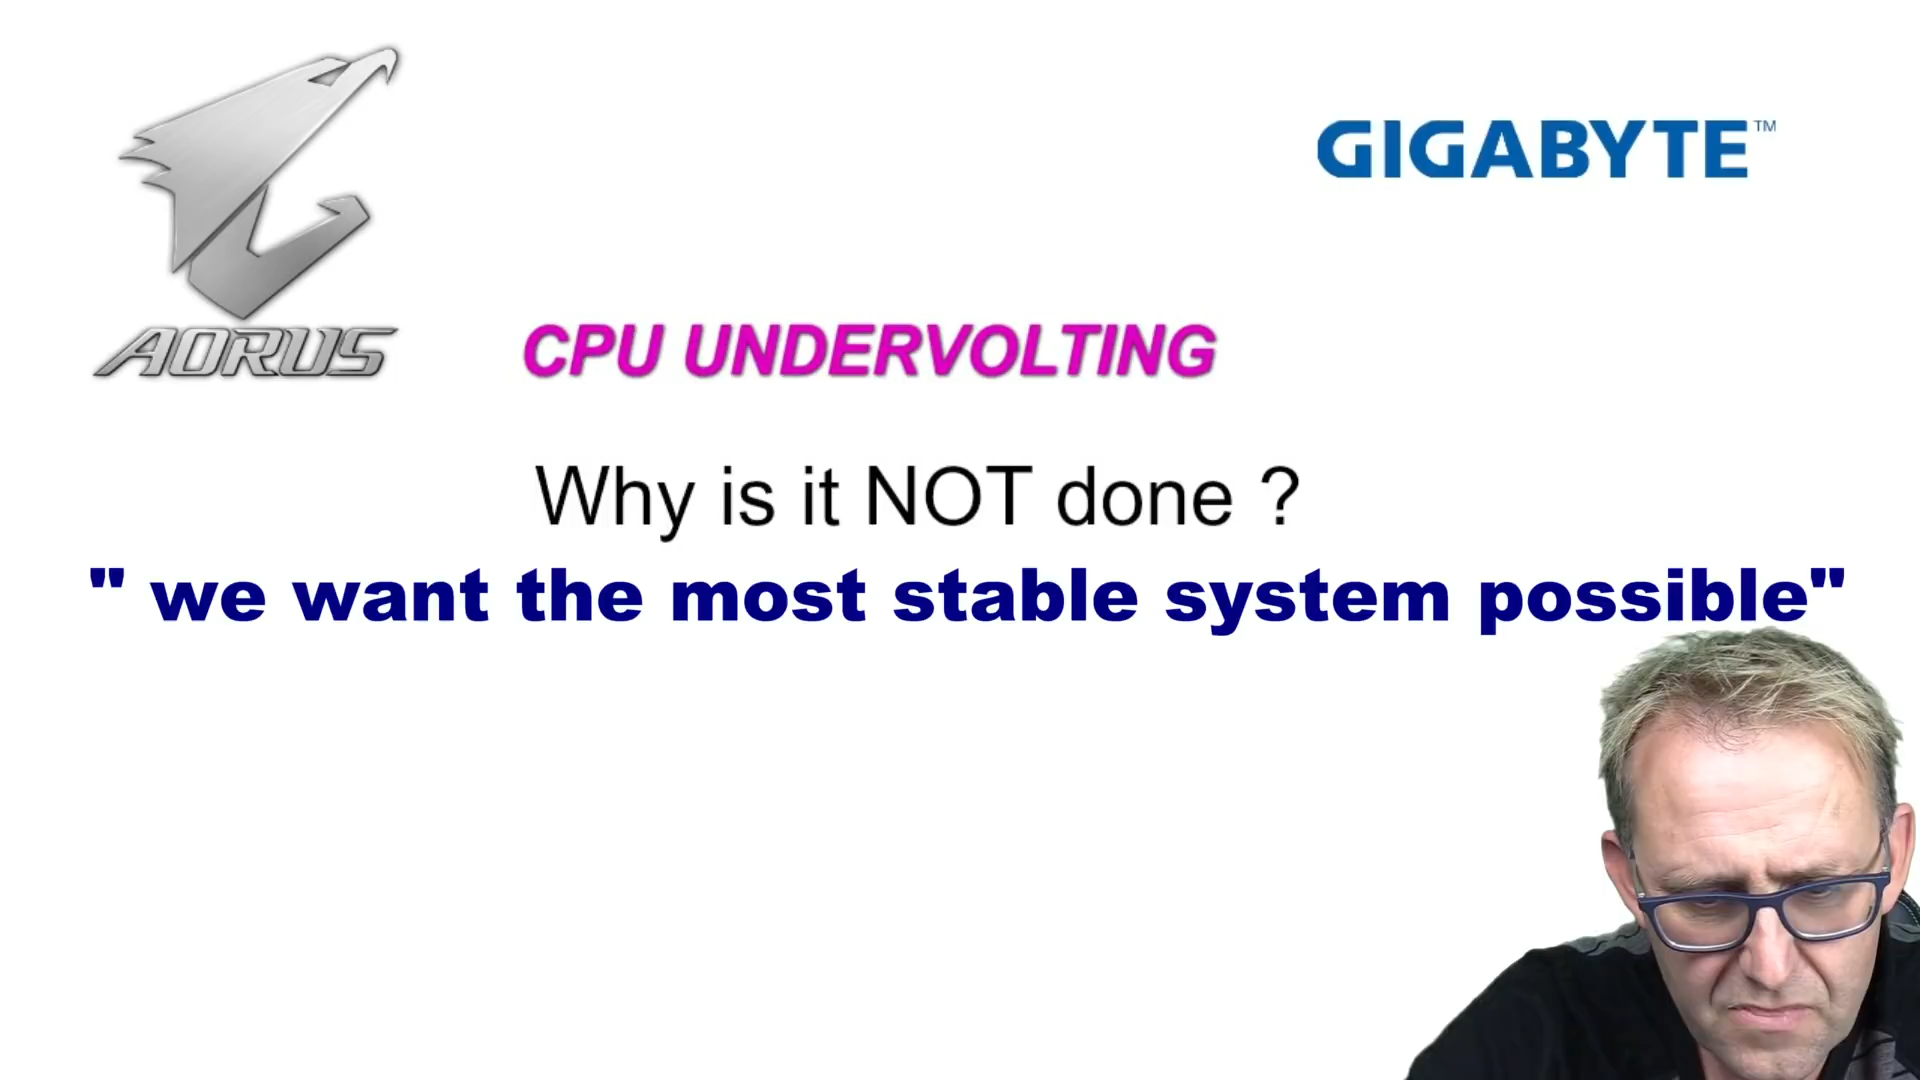 AORUS
GIGABYTE™
CPU UNDERVOLTING
Why is it NOT done ?
" we want the most stable system possible"